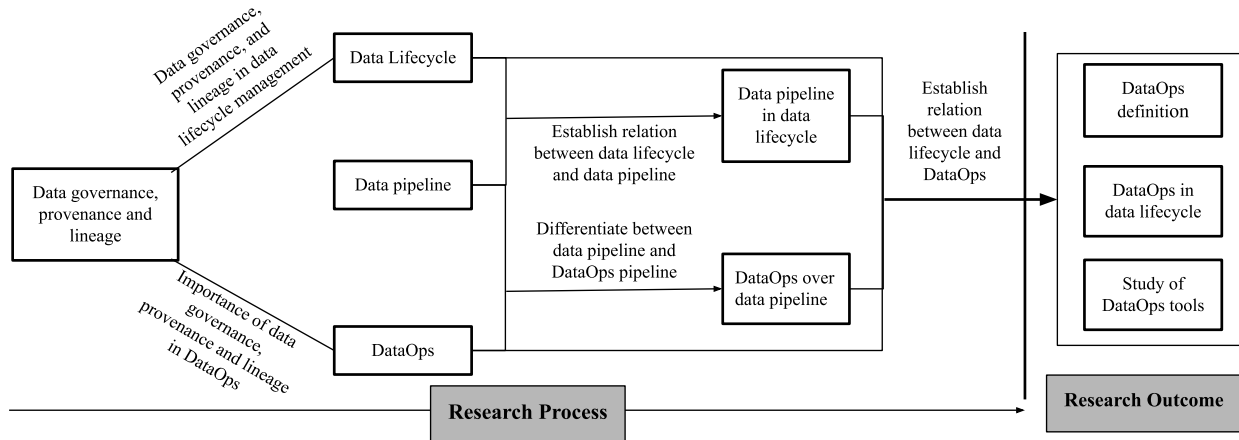 Data governance,
provenance, and
lineage in data
lifecycle management
Data governance,
provenance and
lineage
Importance of data
governance,
provenance and lineage
in DataOps
Data Lifecycle
Data pipeline
DataOps
Establish relation
between data lifecycle
and data pipeline
Differentiate between
data pipeline and
DataOps pipeline
Data pipeline
in data
lifecycle
DataOps over
data pipeline
Establish
relation
between data
lifecycle and
DataOps
DataOps
definition
DataOps in
data lifecycle
Study of
DataOps tools
Research Process
Research Outcome